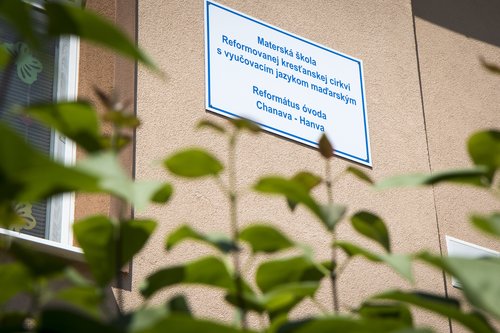 Materská škola
Reformovanej kresťanskej cirkvi
s vyučovacím jazykom maďarským
Református óvoda
Chanava - Hanva